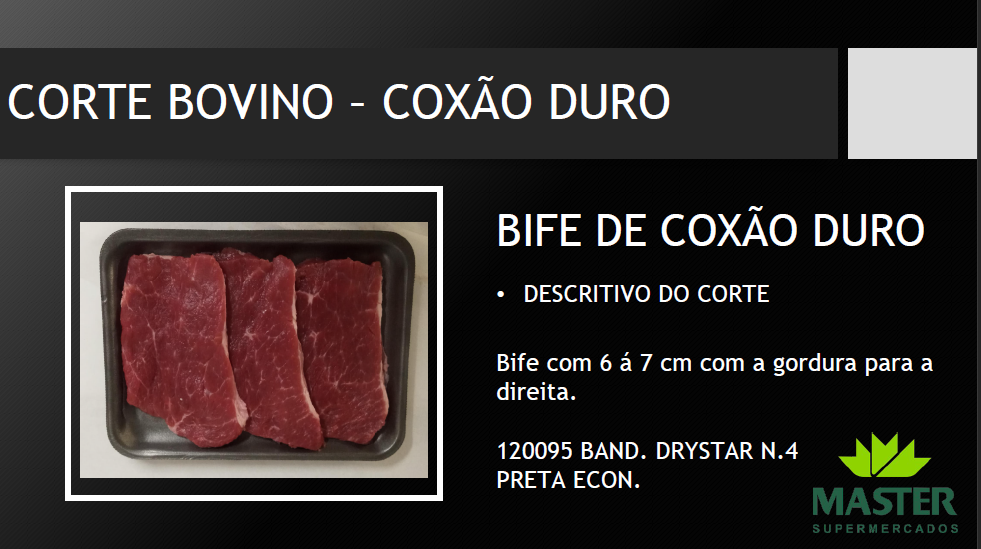 CORTE BOVINO – COXÃO DURO
BIFE DE COXÃO DURO
• DESCRITIVO DO CORTE
Bife com 6 á 7 cm com a gordura para a
direita.
120095 BAND. DRYSTAR N.4
PRETA ECON.
MASTER
SUPERMERCADOS